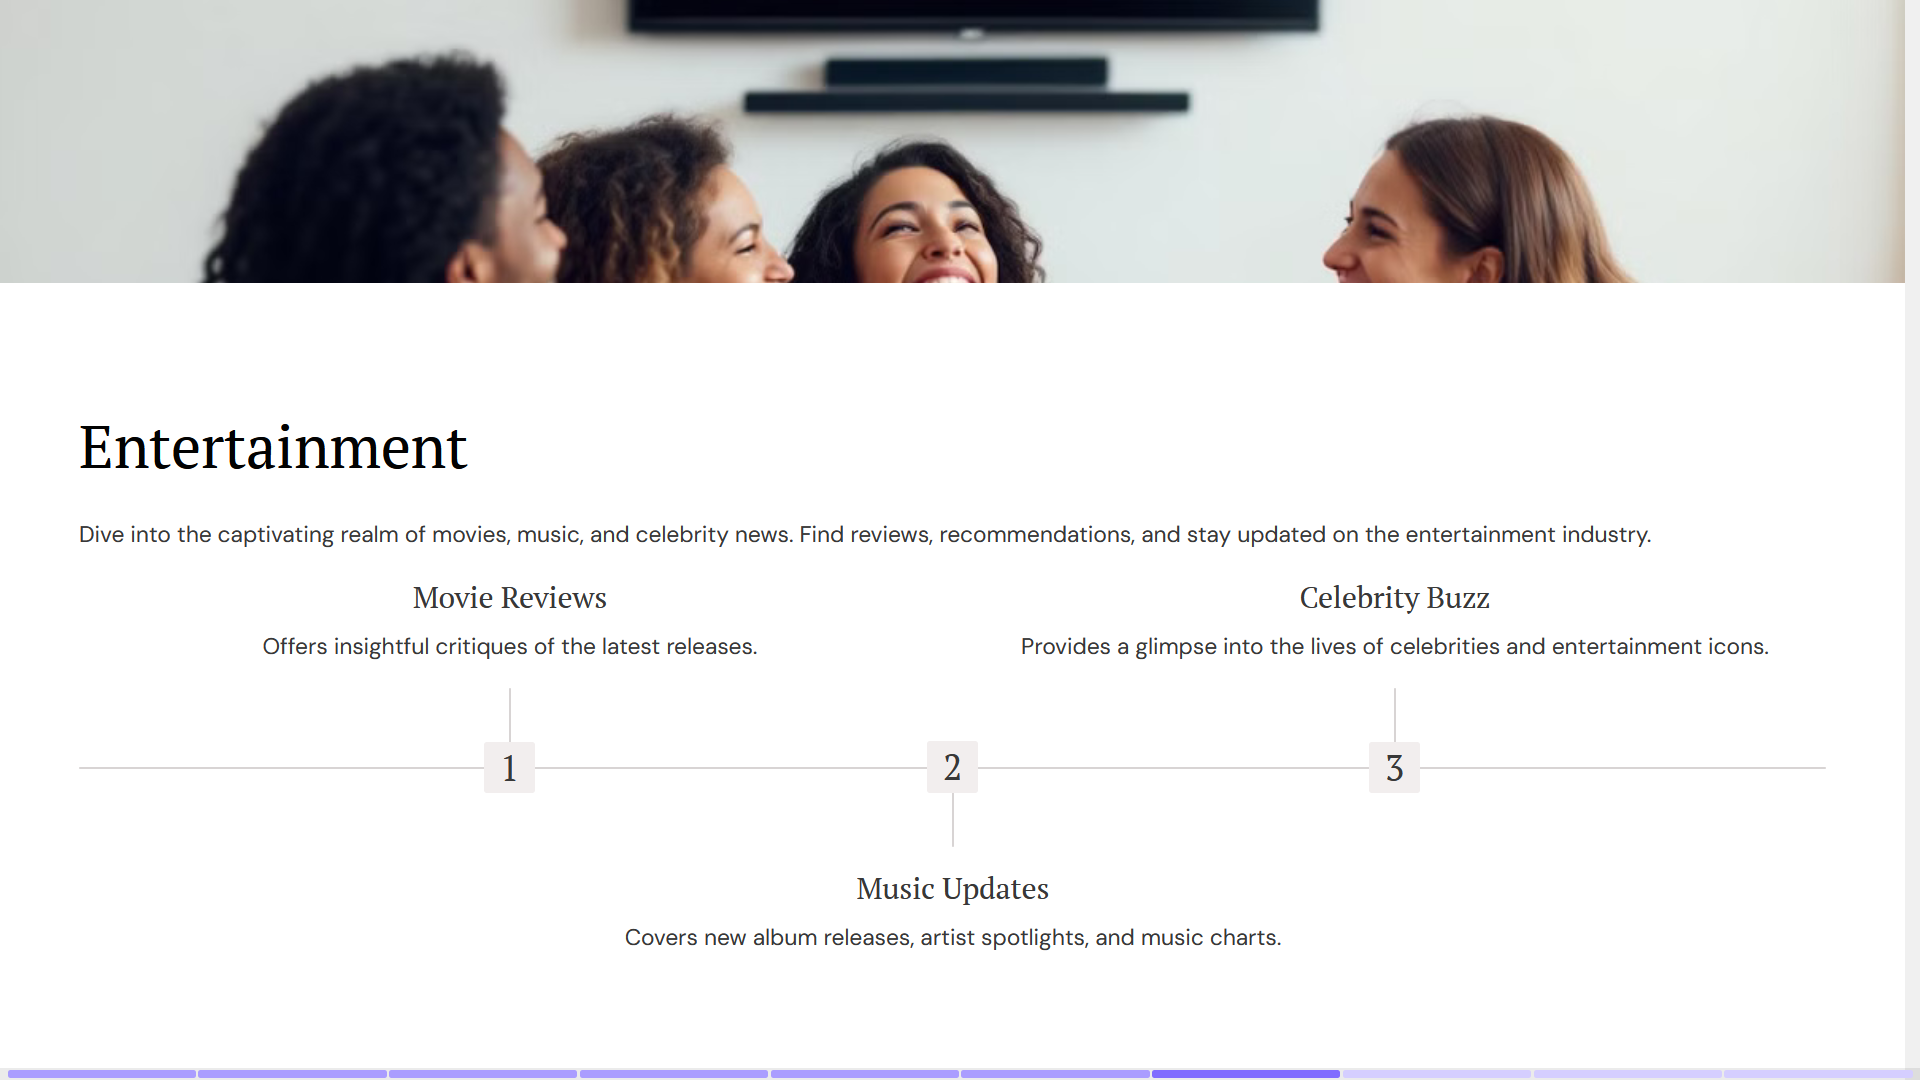 Entertainment
Dive into the captivating realm of movies, music, and celebrity news. Find reviews, recommendations, and stay updated on the entertainment industry.
Movie Reviews
Offers insightful critiques of the latest releases.
Celebrity Buzz
Provides a glimpse into the lives of celebrities and entertainment icons.
1
2
3
Music Updates
Covers new album releases, artist spotlights, and music charts.